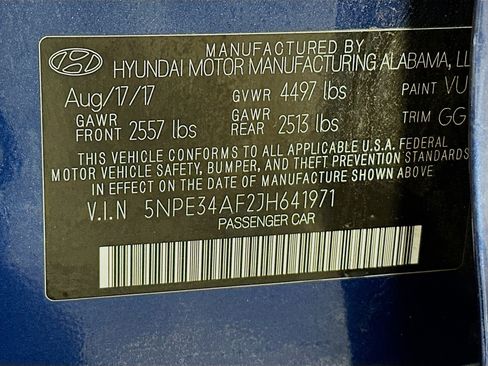 MANUFACTURED BY
HYUNDAI MOTOR MANUFACTURING ALABAMA, LL
Aug/17/17 GVWR 4497 lbs PAINT VU
GAWR FRONT 2557 lbs GAWR REAR 2513 lbs TRIM GG
THIS VEHICLE CONFORMS TO ALL APPLICABLE U.S.A. FEDERAL
MOTOR VEHICLE SAFETY, BUMPER, AND THEFT PREVENTION STANDARDS
IN EFFECT ON THE DATE OF MANUFACTURE SHOWN ABOVE.
V.I.N 5NPE34AF2JH641971
PASSENGER CAR